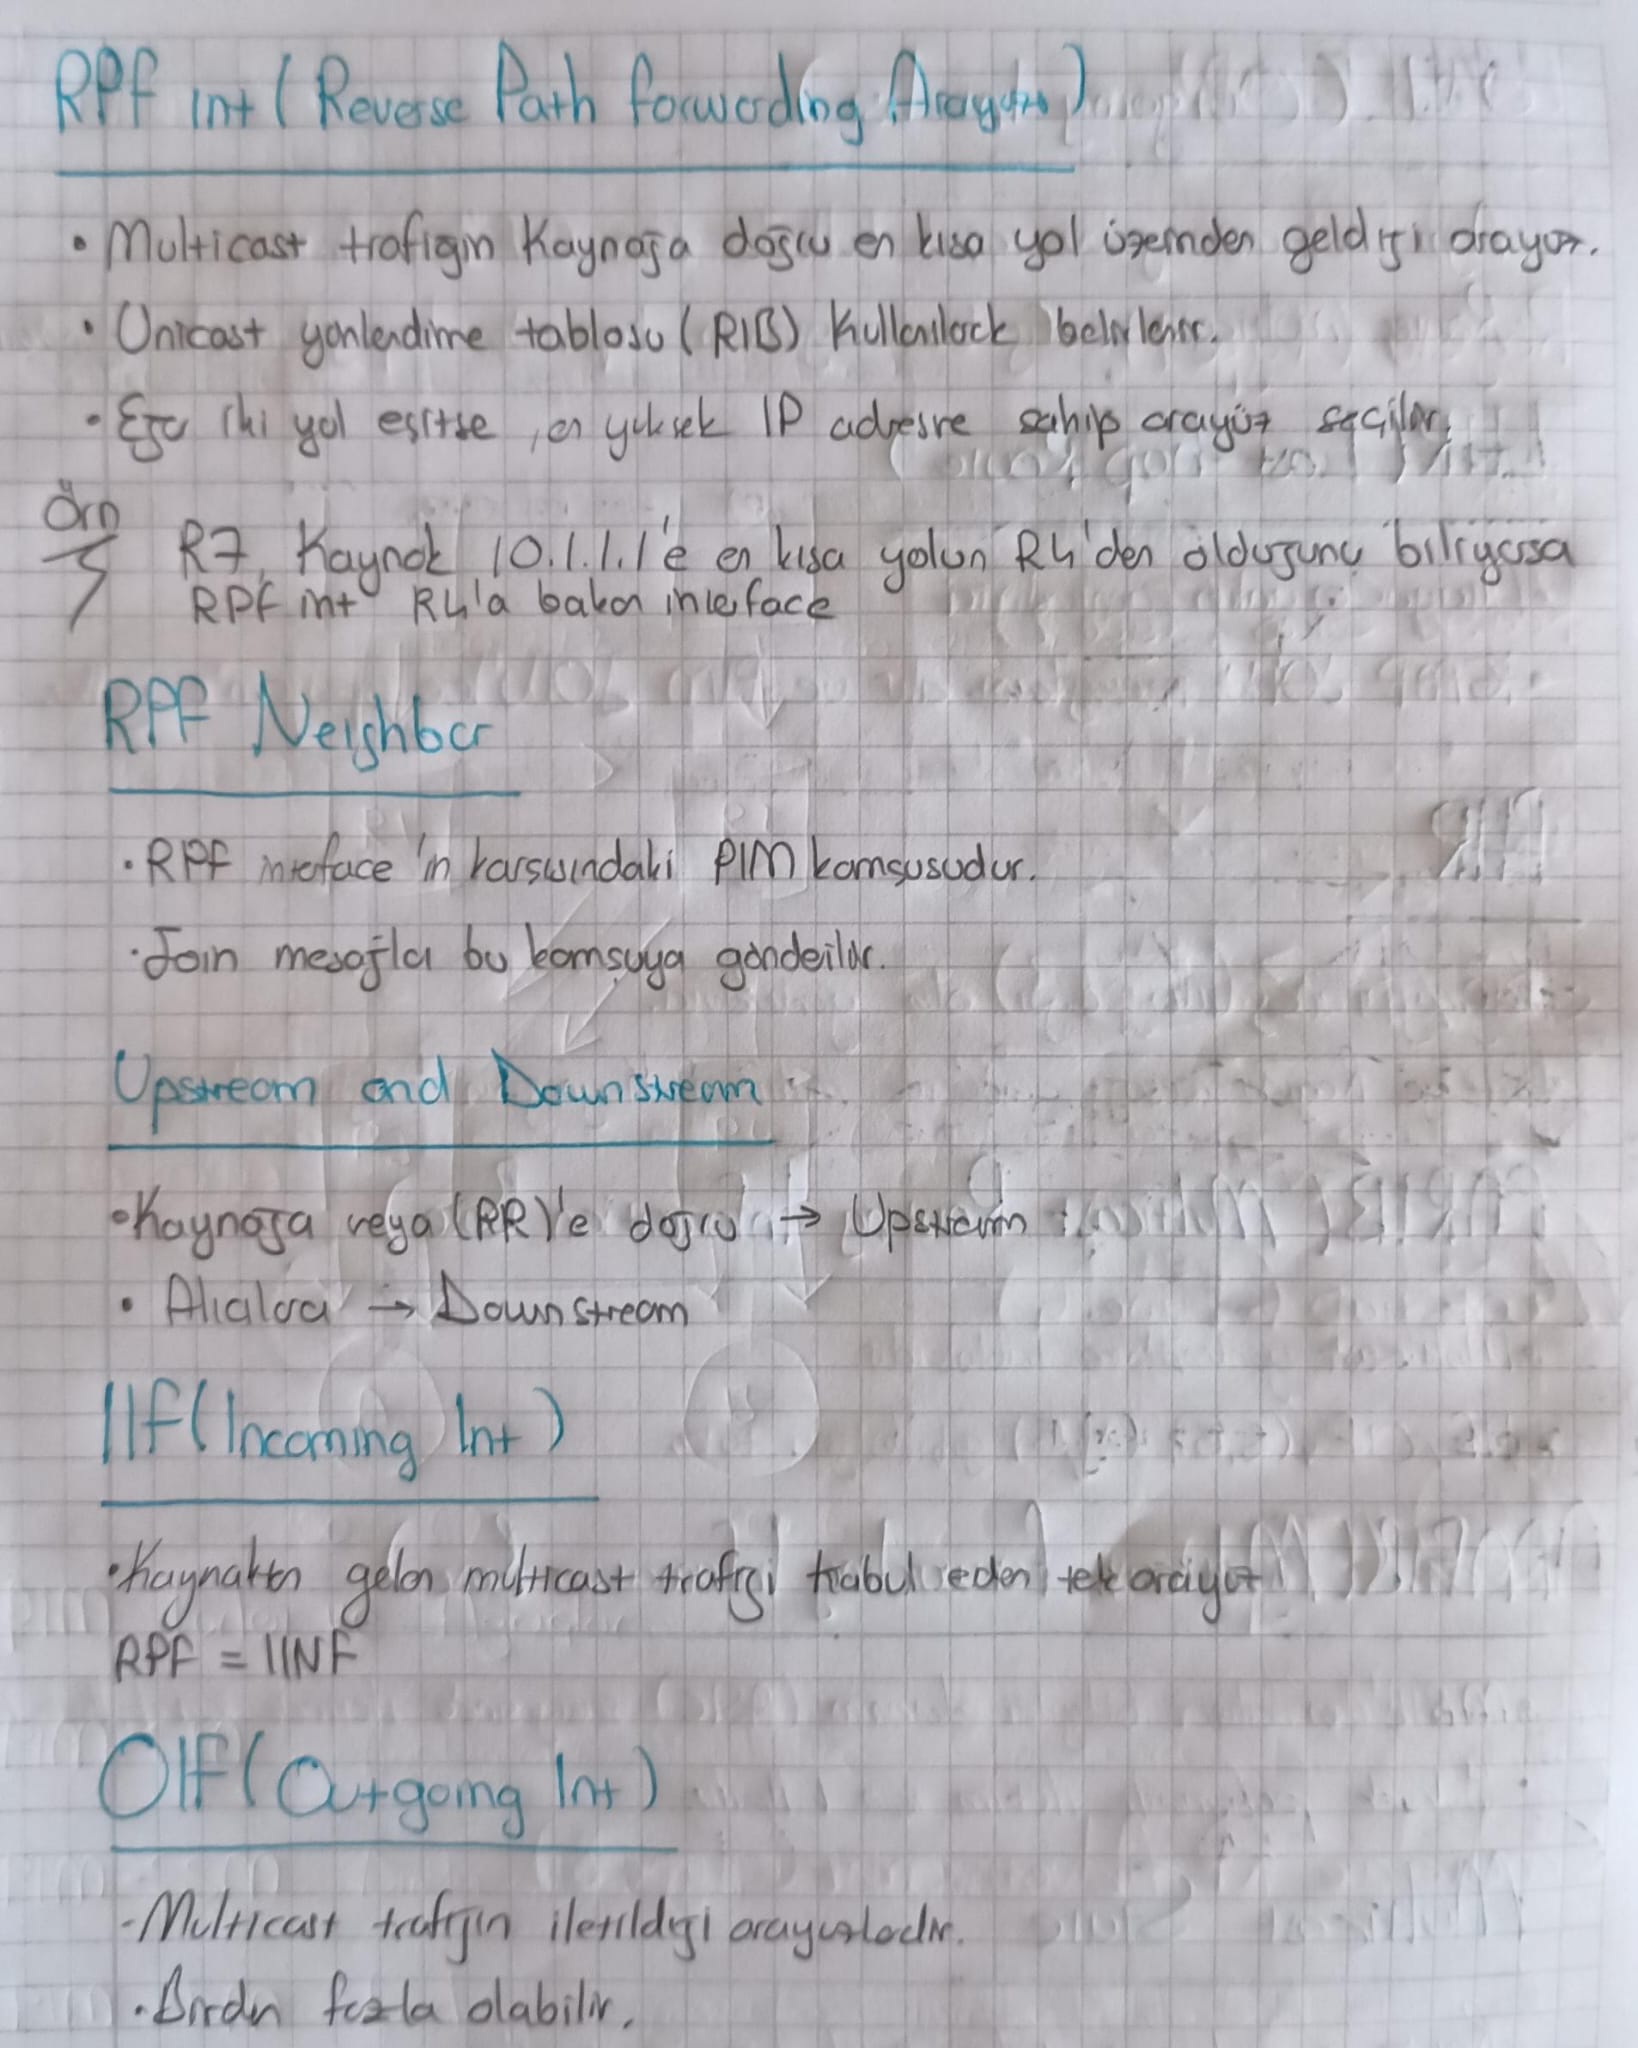 RPF int (Reverse Path forwarding Arayüzü)
• Multicast trafiğin Kaynağa doğru en kısa yol üzerinden geldiği arayüz.
• Unicast yönlendirme tablosu (RIB) Kullanılarak belirlenir.
• Eğer iki yol eşitse, en yüksek IP adresine sahip arayüz seçilir.
Örn
R7, Kaynak 10.1.1.1'e en kısa yolun R4'den olduğunu biliyorsa
RPF int R4'a bakan interface
RPF Neighbor
• RPF interface'in karşısındaki PIM komşusudur.
• Join mesajları bu komşuya gönderilir.
Upstream and Downstream
• Kaynağa veya (RR)'e doğru → Upstream
• Alıcılara → Downstream
IIF (Incoming Int)
• Kaynaktan gelen multicast trafiği kabul eden tek arayüz
RPF = IINF
OIF (Outgoing Int)
- Multicast trafiğin iletildiği arayüzlerdir.
• Birden fazla olabilir.